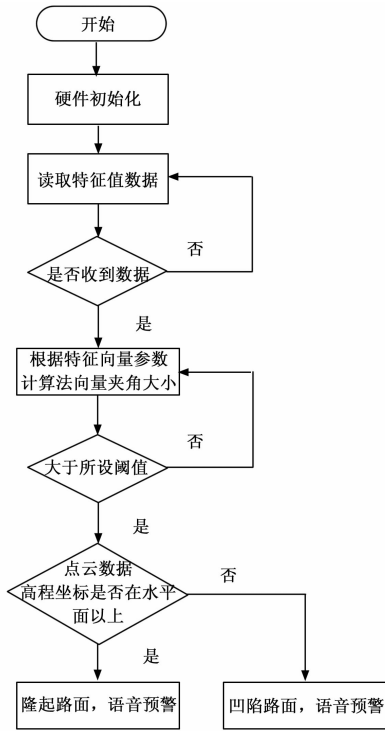 开始
硬件初始化
读取特征值数据
否
是否收到数据
是
根据特征向量参数
计算法向量夹角大小
否
大于所设阈值
是
点云数据
高程坐标是否在水平
面以上
否
是
隆起路面，语音预警
凹陷路面，语音预警